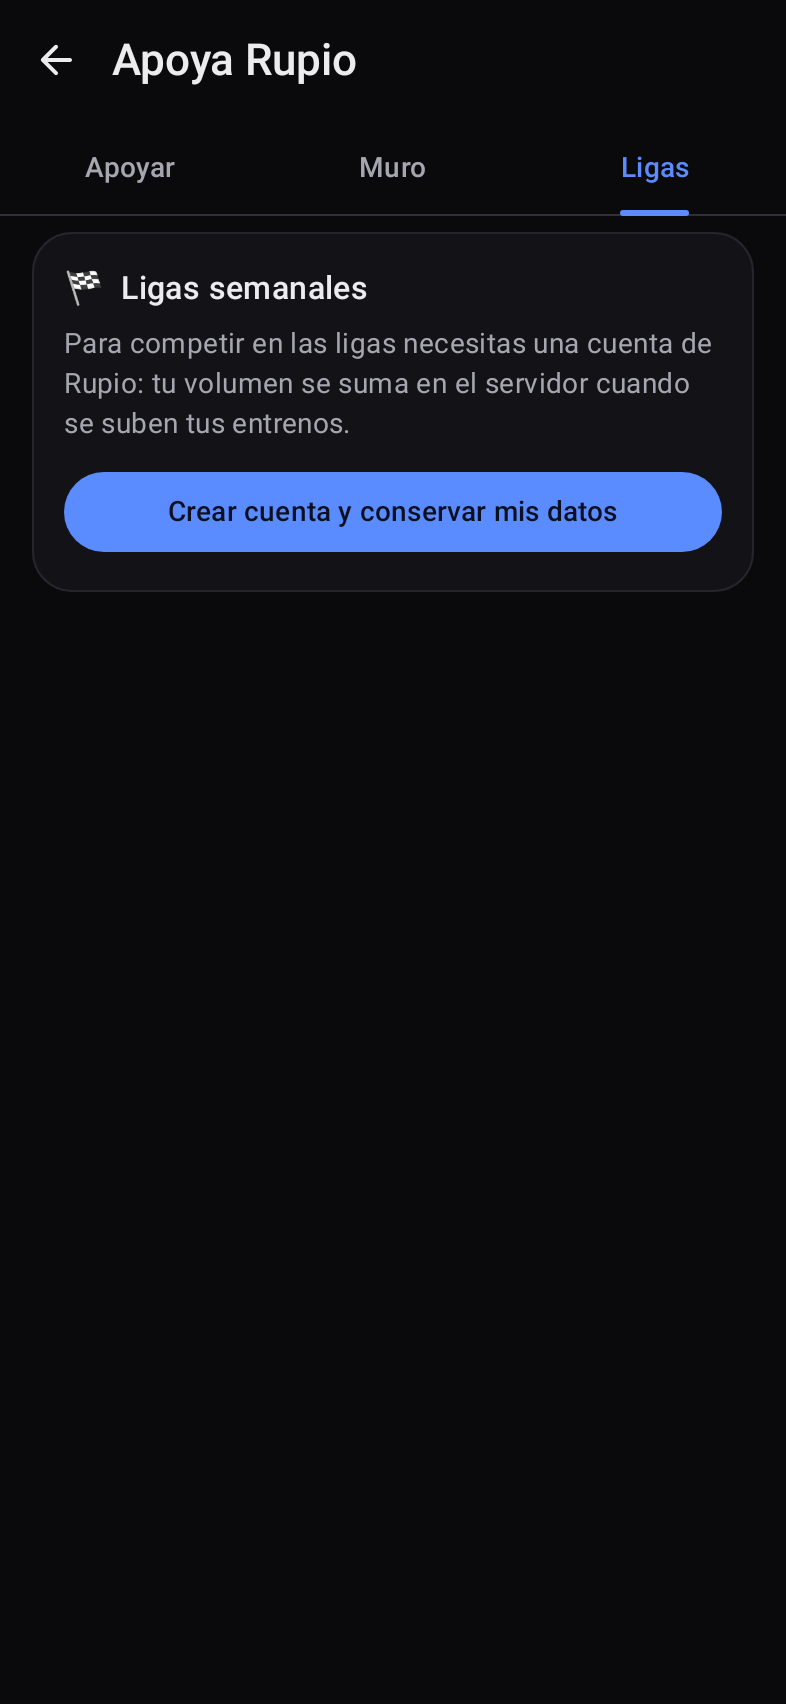 Apoya Rupio
Apoyar
Muro
Ligas
Ligas semanales
Para competir en las ligas necesitas una cuenta de
Rupio: tu volumen se suma en el servidor cuando
se suben tus entrenos.
Crear cuenta y conservar mis datos